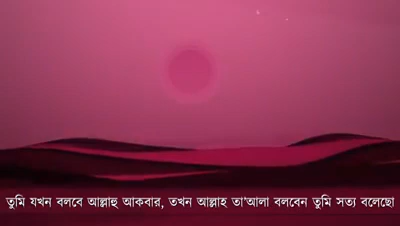 তুমি যখন বলবে আল্লাহু আকবার, তখন আল্লাহ তা'আলা বলবেন তুমি সত্য বলেছো